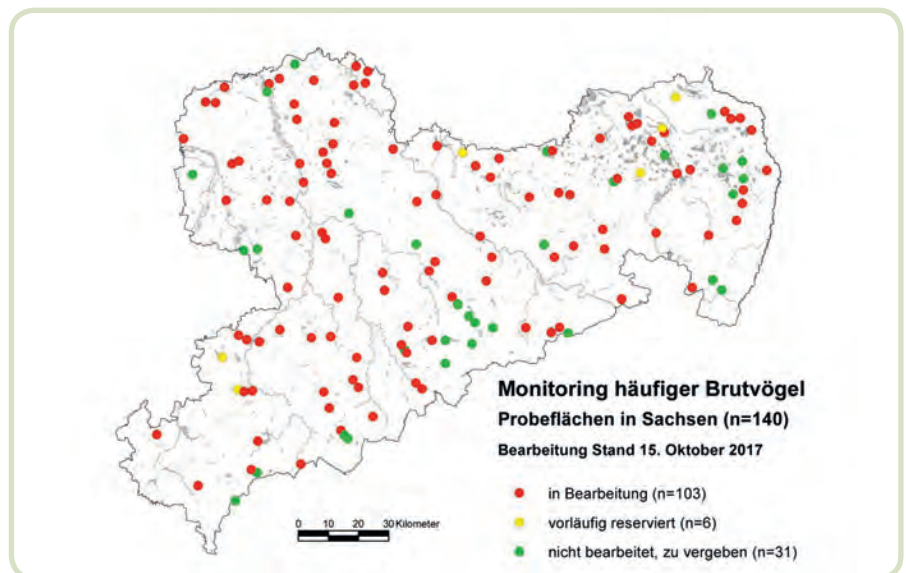 Monitoring häufiger Brutvögel
Probeflächen in Sachsen (n=140)
Bearbeitung Stand 15. Oktober 2017
in Bearbeitung (n=103)
vorläufig reserviert (n=6)
nicht bearbeitet, zu vergeben (n=31)
0 10 20 30 Kilometer